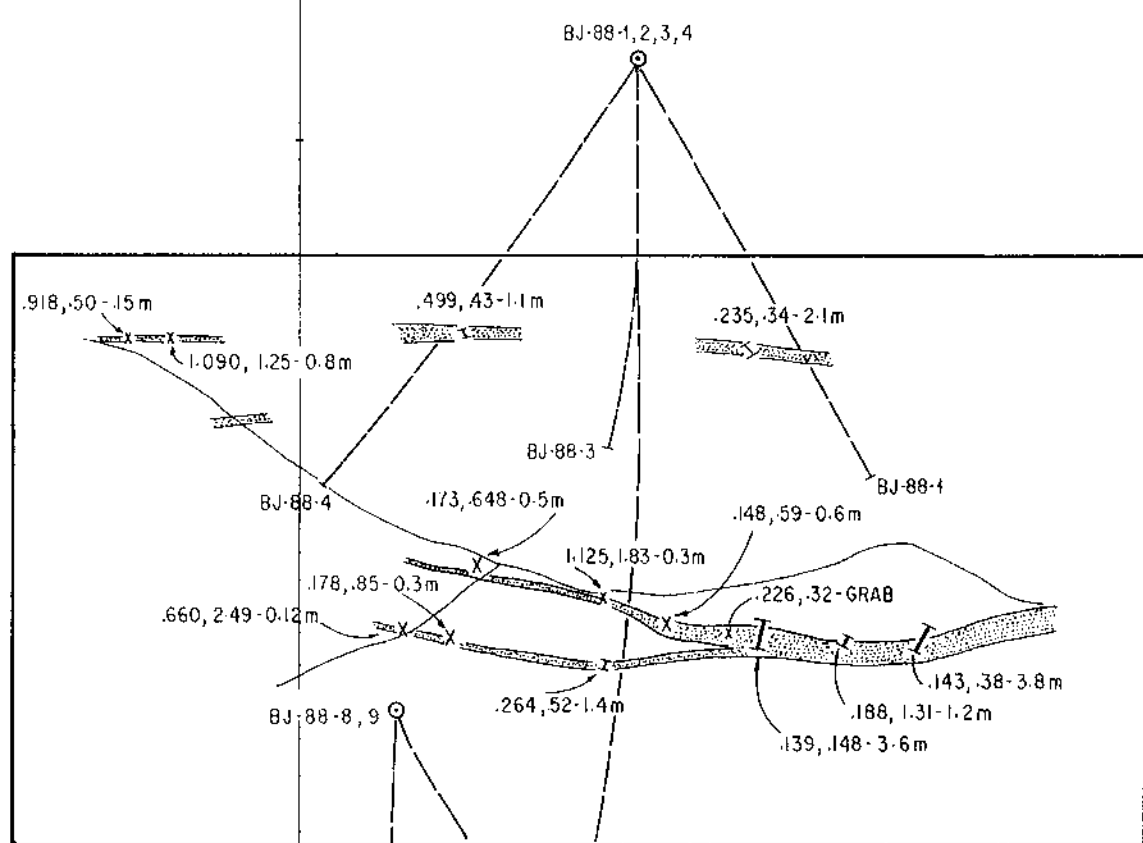 BJ-88-1,2,3,4
.918, .50-.15m
.499, .43-1.1m
.235, .34-2.1m
1.090, 1.25-0.8m
BJ-88-3
BJ-88-4
BJ-88-1
.173, .648-0.5m
.148, .59-0.6m
1.125, 1.83-0.3m
.178, .85-0.3m
.226, .32-GRAB
.660, 2.49-0.12m
.143, .38-3.8m
.264, .52-1.4m
BJ-88-8, 9
.188, 1.31-1.2m
.139, .148-3.6m